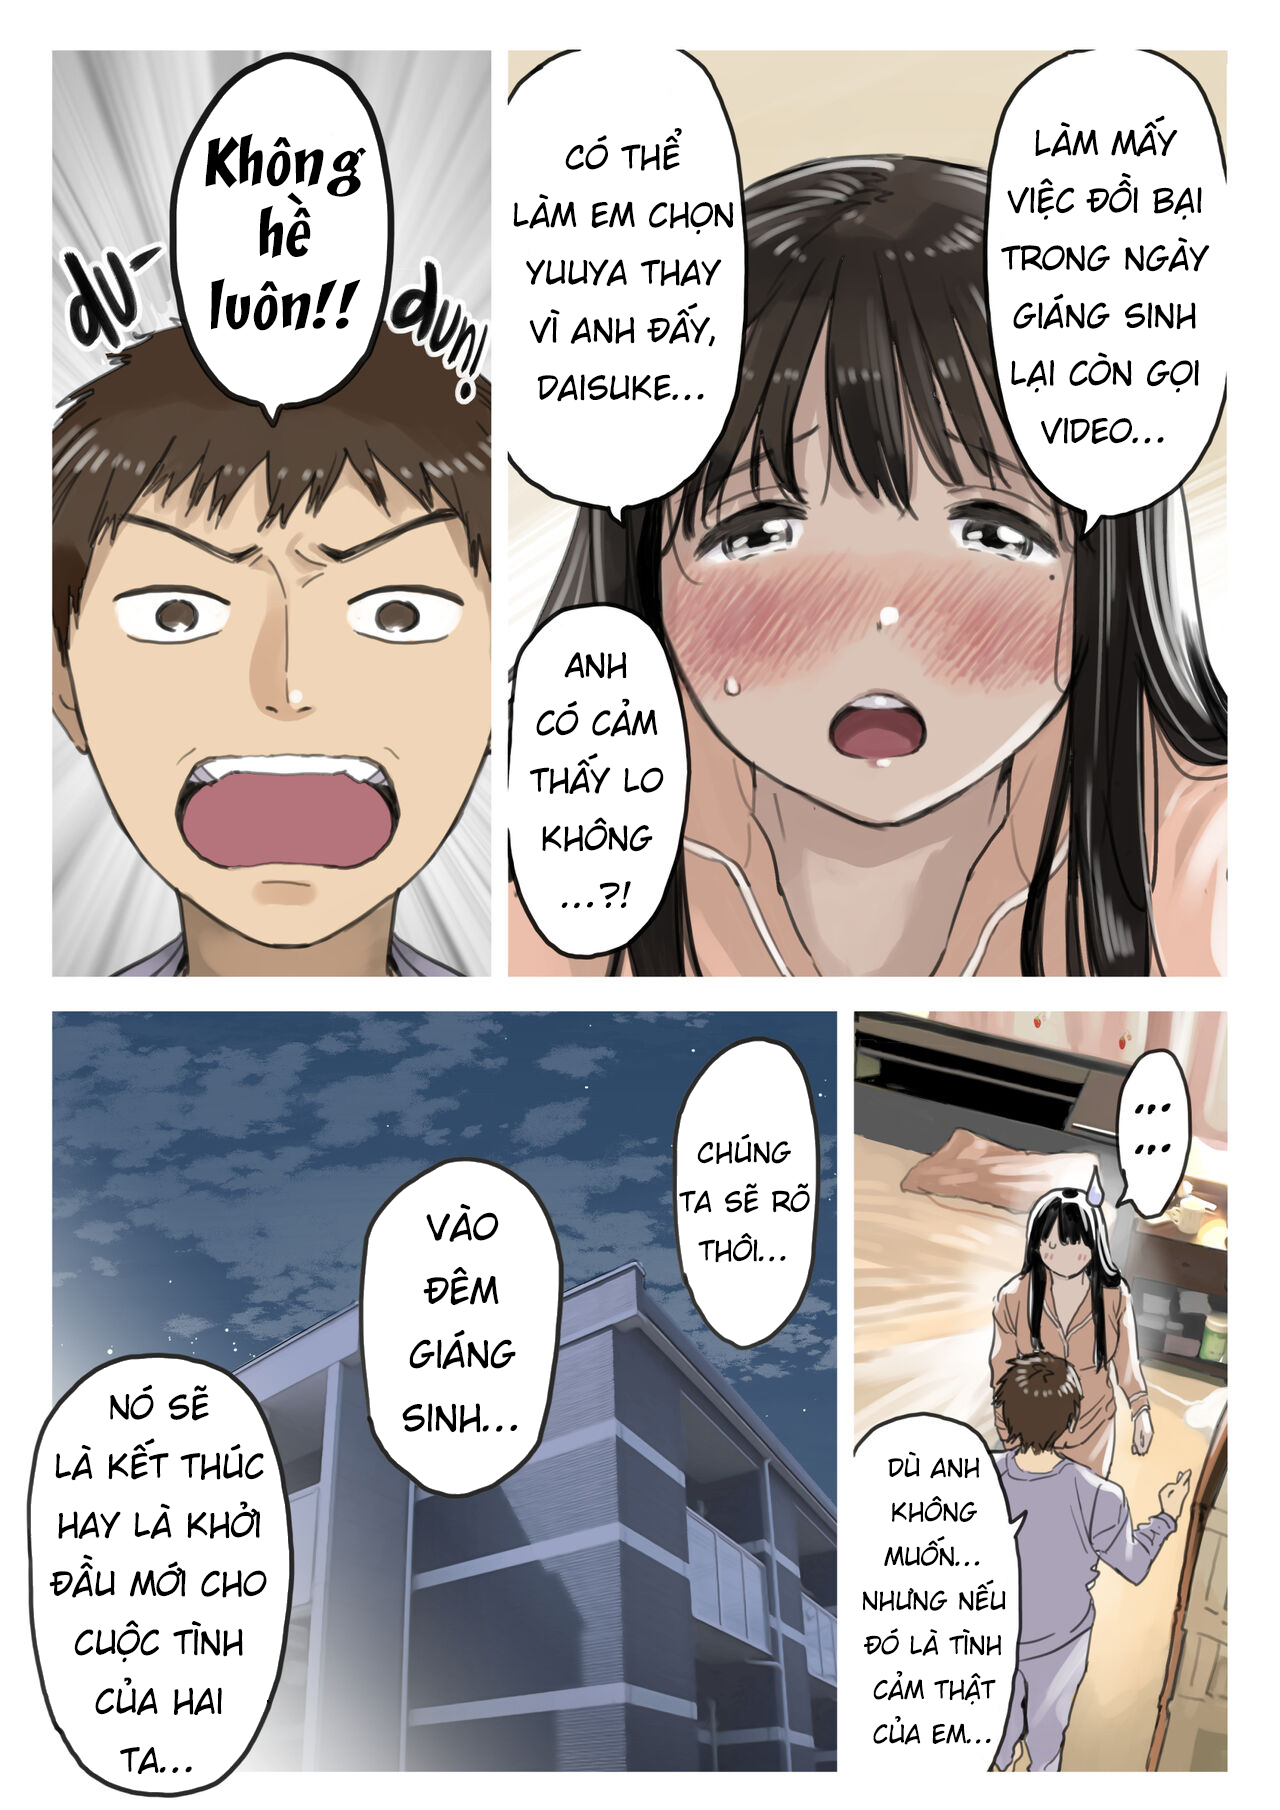 LÀM MẤY
VIỆC ĐỒI BẠI
TRONG NGÀY
GIÁNG SINH
LẠI CÒN GỌI
VIDEO...
CÓ THỂ
LÀM EM CHỌN
YUUYA THAY
VÌ ANH ĐẤY,
DAISUKE...
ANH
CÓ CẢM
THẤY LO
KHÔNG
...?!
Không
hề
luôn!!
du-
dun!
...
...
DÙ ANH
KHÔNG
MUỐN...
NHƯNG NẾU
ĐÓ LÀ TÌNH
CẢM THẬT
CỦA EM...
CHÚNG
TA SẼ RÕ
THÔI...
VÀO
ĐÊM
GIÁNG
SINH...
NÓ SẼ
LÀ KẾT THÚC
HAY LÀ KHỞI
ĐẦU MỚI CHO
CUỘC TÌNH
CỦA HAI
TA...